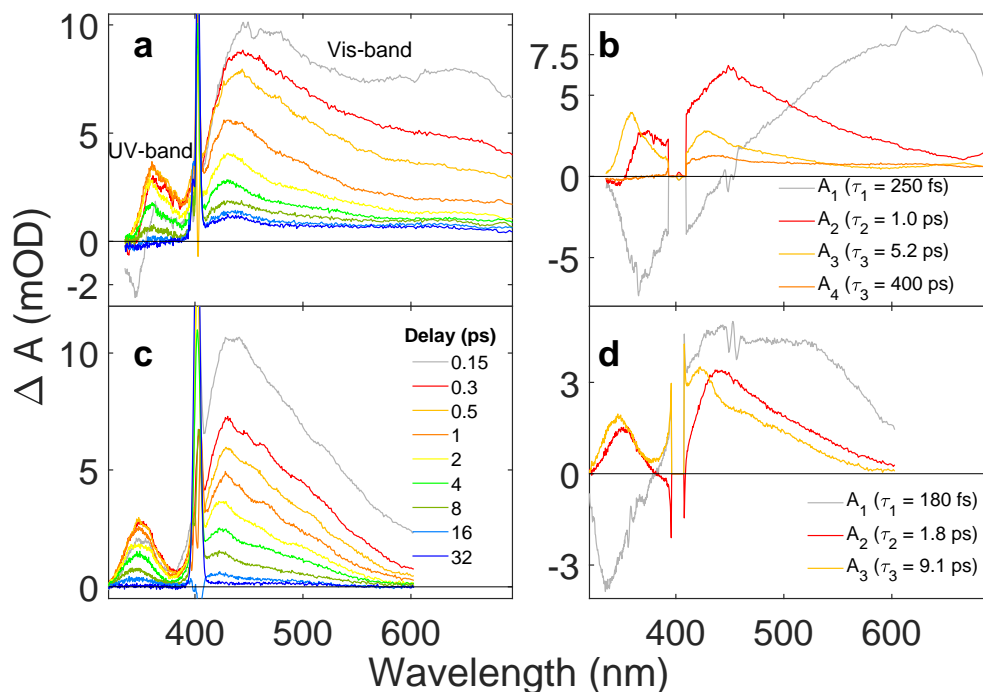 Δ A (mOD)
a
10
5
0
-2
UV-band
Vis-band
b
7.5
5
0
-5
A1 (τ1 = 250 fs)
A2 (τ2 = 1.0 ps)
A3 (τ3 = 5.2 ps)
A4 (τ3 = 400 ps)
c
10
5
0
400 500 600
Delay (ps)
0.15
0.3
0.5
1
2
4
8
16
32
d
3
0
-3
400 500 600
A1 (τ1 = 180 fs)
A2 (τ2 = 1.8 ps)
A3 (τ3 = 9.1 ps)
Wavelength (nm)